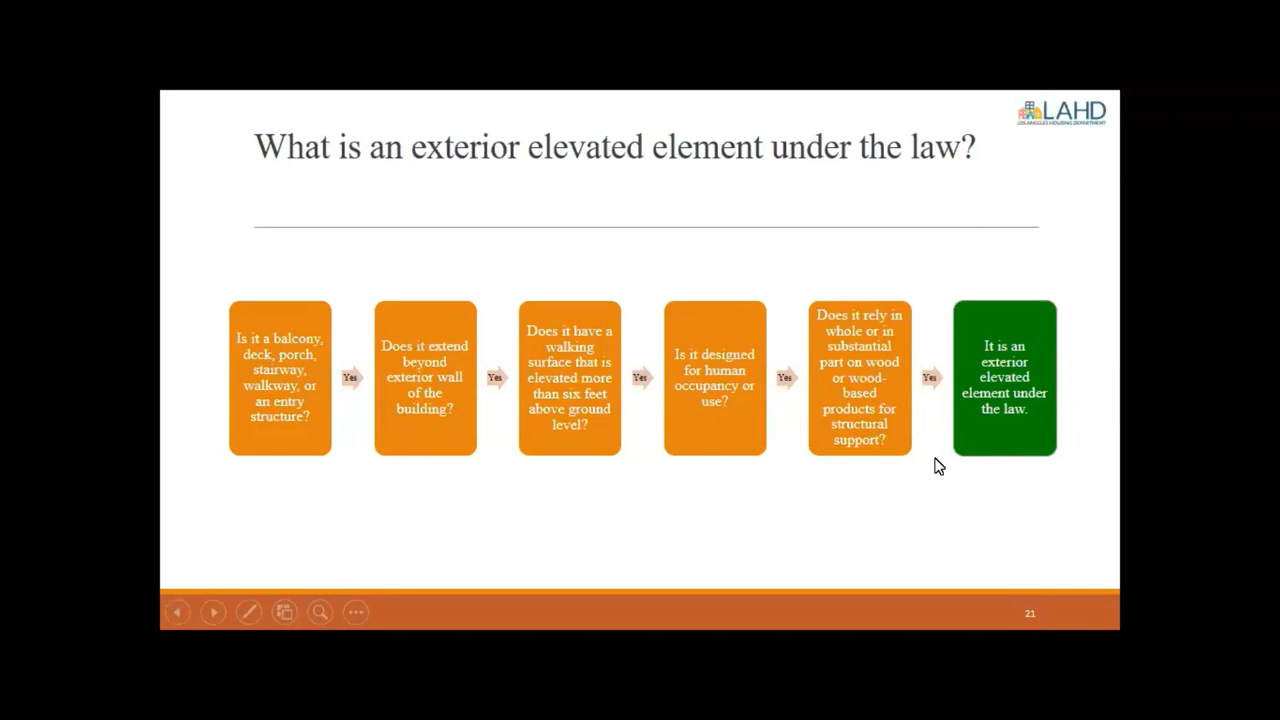 LAHD
LOS ANGELES HOUSING DEPARTMENT
What is an exterior elevated element under the law?
Is it a balcony,
deck, porch,
stairway,
walkway, or
an entry
structure?
Yes
Does it extend
beyond
exterior wall
of the
building?
Yes
Does it have a
walking
surface that is
elevated more
than six feet
above ground
level?
Yes
Is it designed
for human
occupancy or
use?
Yes
Does it rely in
whole or in
substantial
part on wood
or wood-
based
products for
structural
support?
Yes
It is an
exterior
elevated
element under
the law.
21